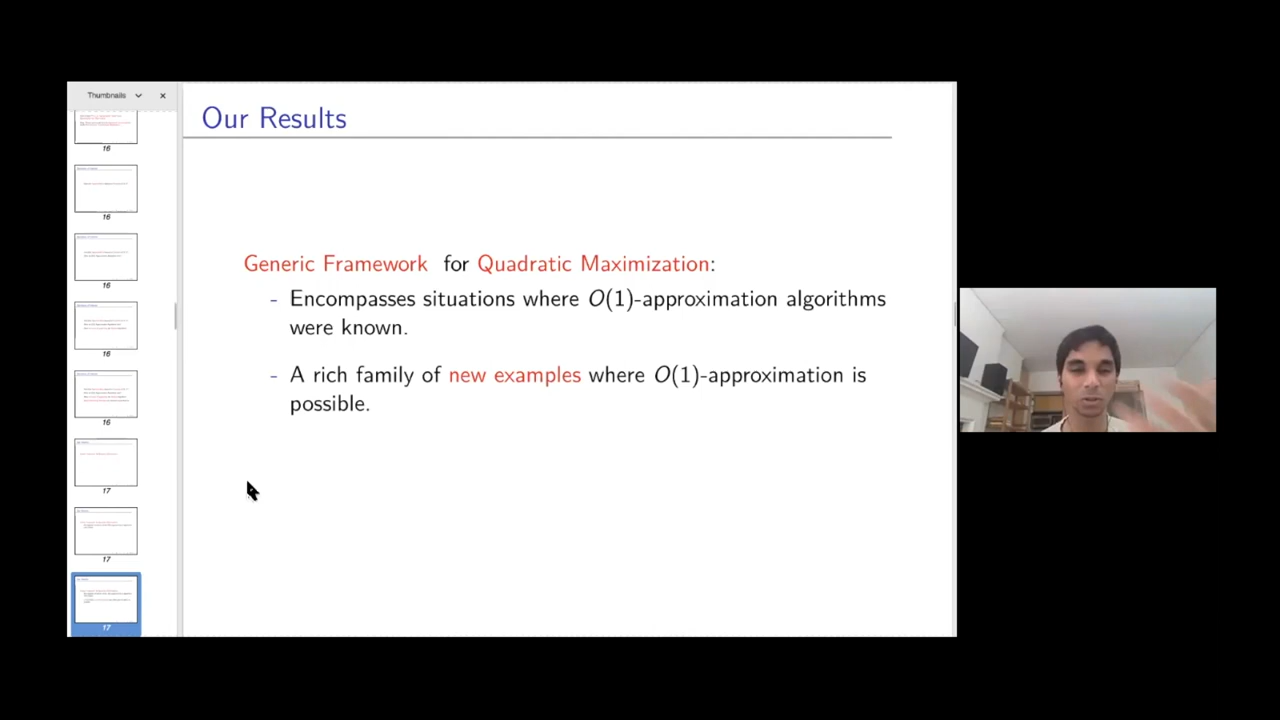 Thumbnails
16
16
16
16
16
17
17
17
Our Results
Generic Framework for Quadratic Maximization:
- Encompasses situations where O(1)-approximation algorithms
were known.
- A rich family of new examples where O(1)-approximation is
possible.